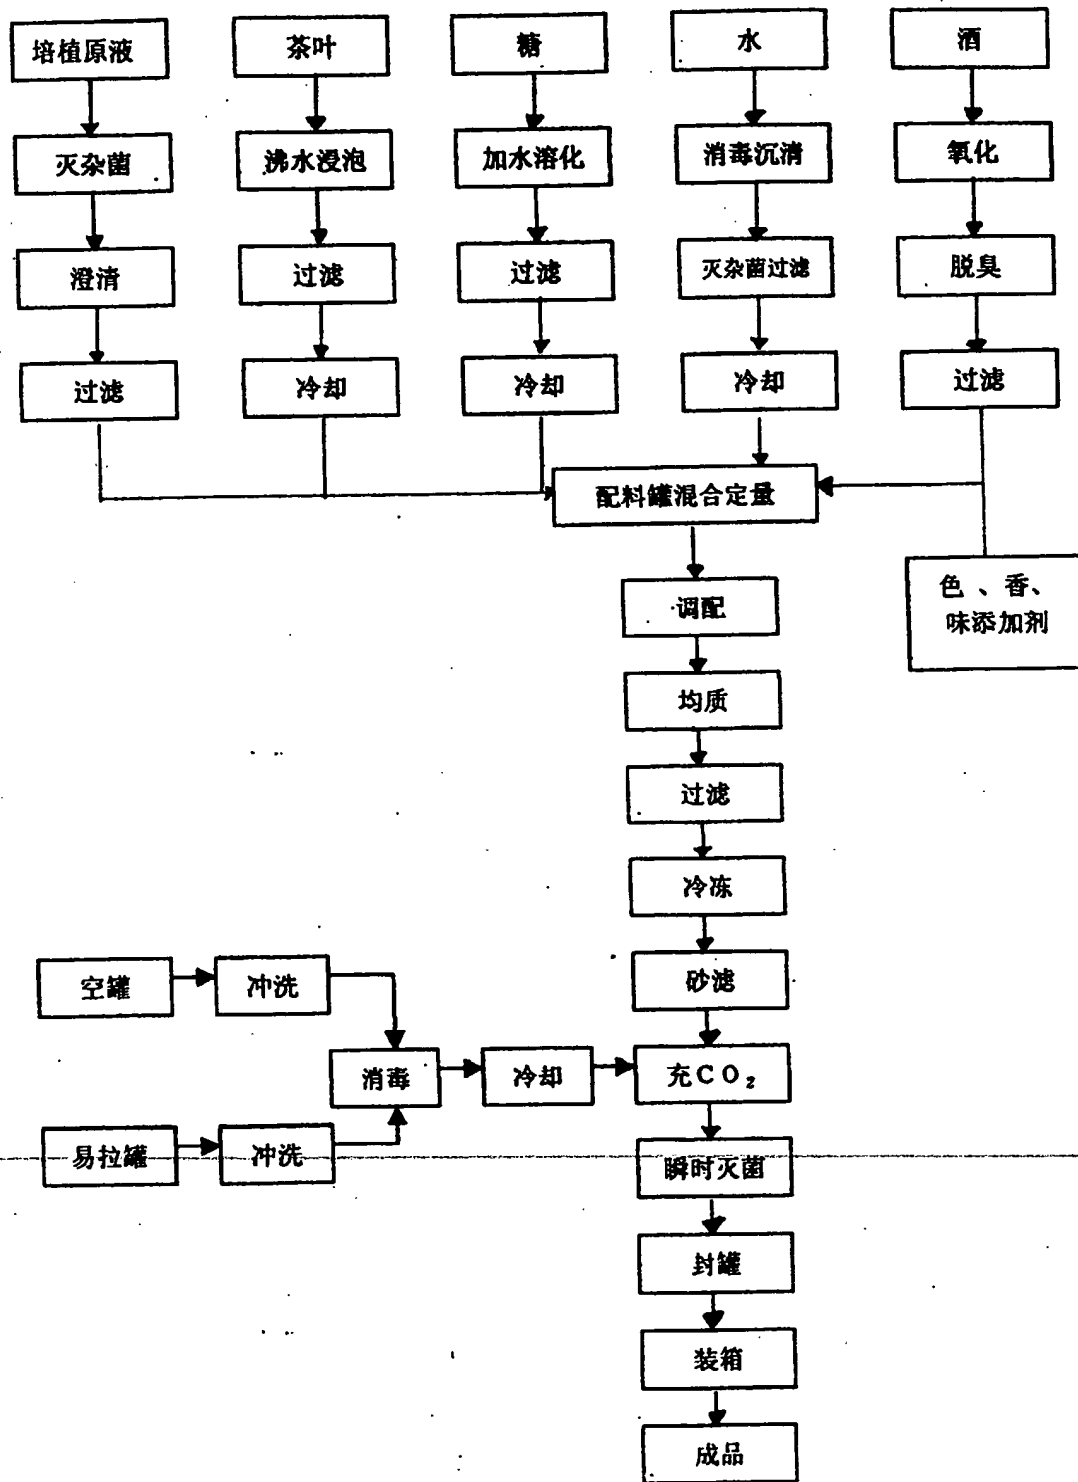 培植原液
茶叶
糖
水
酒
灭杂菌
沸水浸泡
加水溶化
消毒沉清
氧化
澄清
过滤
过滤
灭杂菌过滤
脱臭
过滤
冷却
冷却
冷却
过滤
配料罐混合定量
色、香、
味添加剂
调配
均质
过滤
冷冻
砂滤
空罐
冲洗
消毒
冷却
充CO₂
易拉罐
冲洗
瞬时灭菌
封罐
装箱
成品